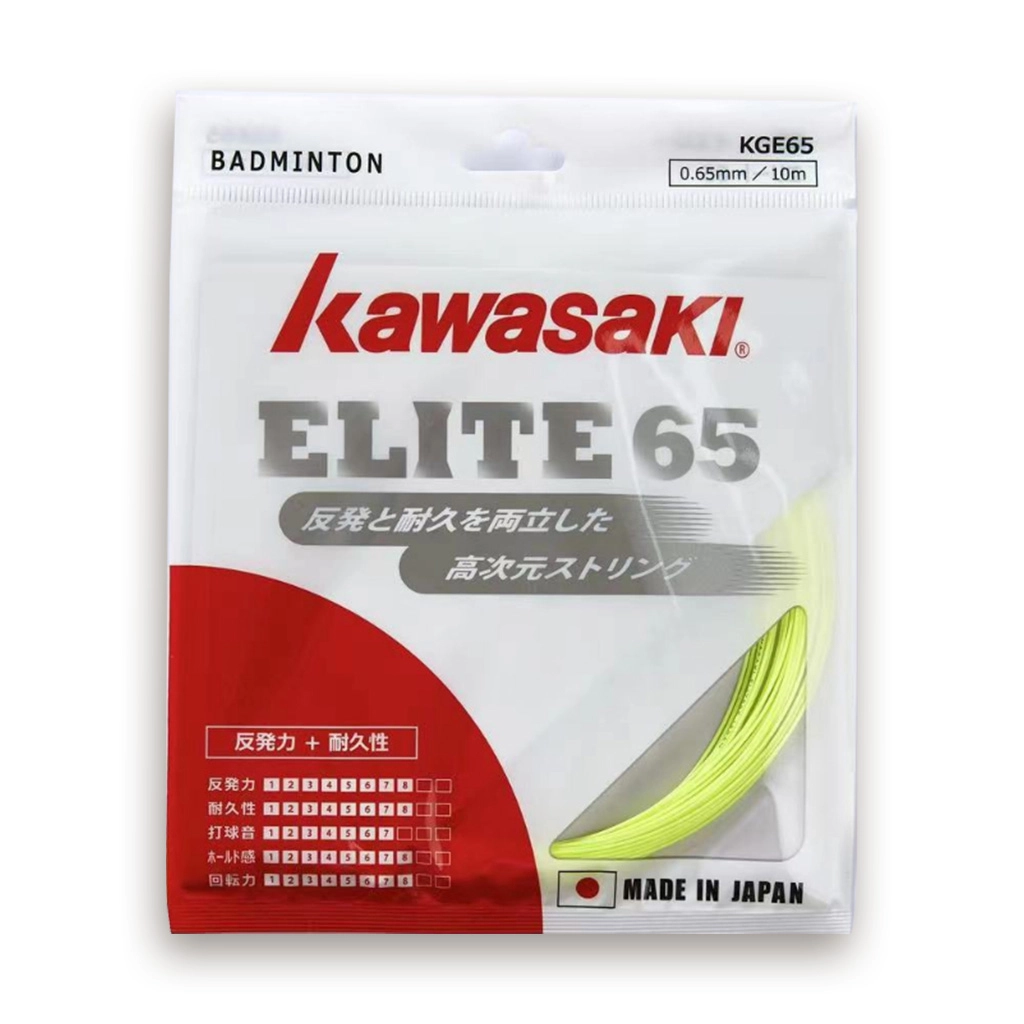 BADMINTON
KGE65
0.65mm／10m
Kawasaki®
ELITE 65
反発と耐久を両立した
高次元ストリング
反発力 + 耐久性
反発力 1 2 3 4 5 6 7 8
耐久性 1 2 3 4 5 6 7 8
打球音 1 2 3 4 5 6 7
ホールド感 1 2 3 4 5 6 7 8
回転力 1 2 3 4 5 6 7 8
MADE IN JAPAN